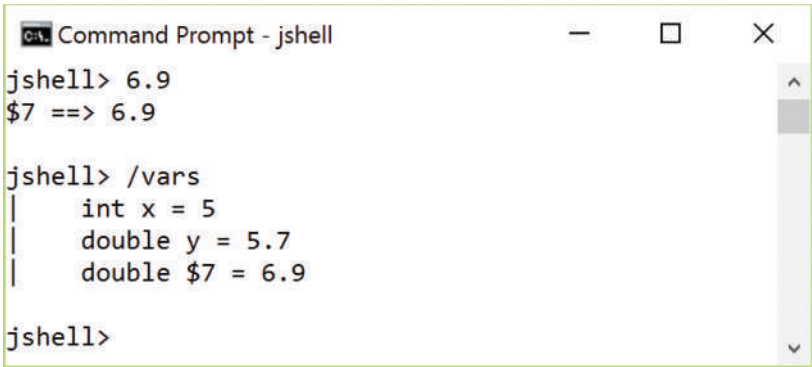 Command Prompt - jshell
jshell> 6.9
$7 ==> 6.9
jshell> /vars
|    int x = 5
|    double y = 5.7
|    double $7 = 6.9
jshell>